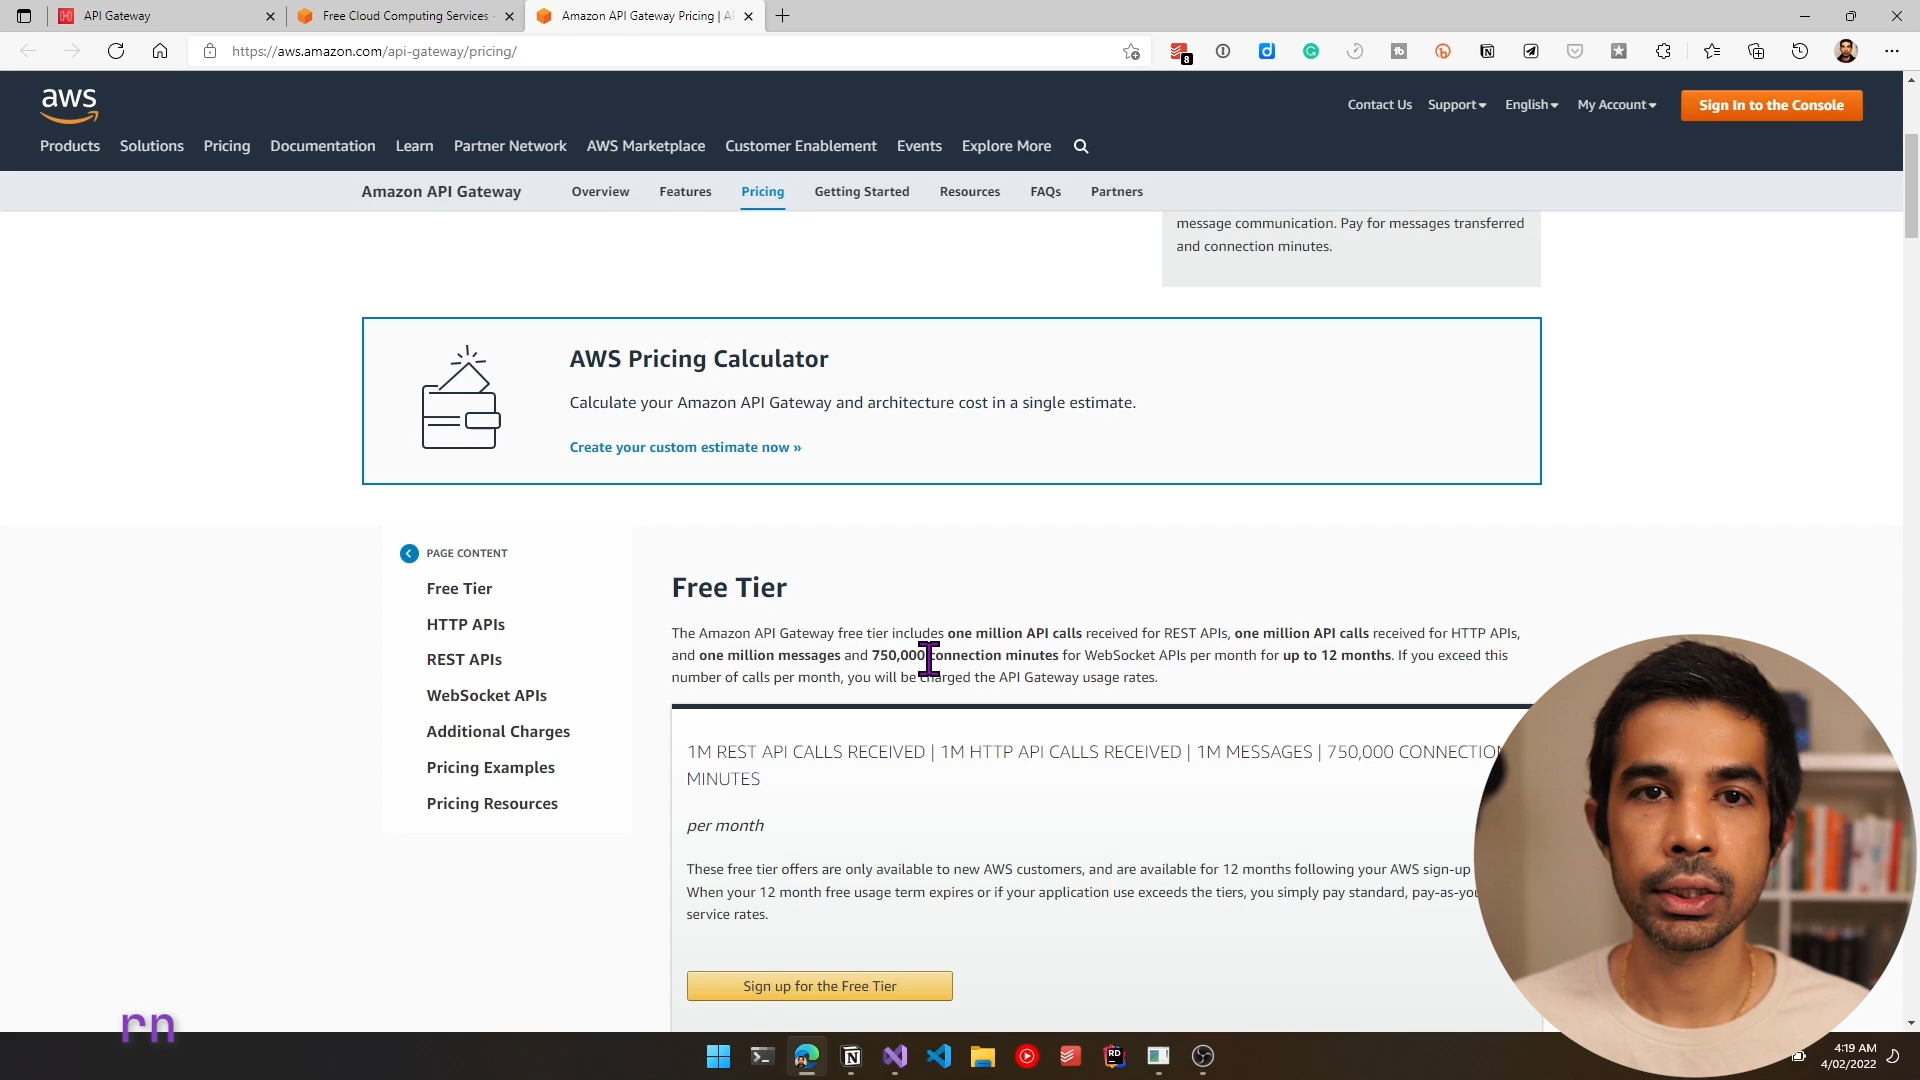 API Gateway
Free Cloud Computing Services -
Amazon API Gateway Pricing | AP
https://aws.amazon.com/api-gateway/pricing/
8
aws
Contact Us
Support
English
My Account
Sign In to the Console
Products
Solutions
Pricing
Documentation
Learn
Partner Network
AWS Marketplace
Customer Enablement
Events
Explore More
Amazon API Gateway
Overview
Features
Pricing
Getting Started
Resources
FAQs
Partners
message communication. Pay for messages transferred
and connection minutes.
AWS Pricing Calculator
Calculate your Amazon API Gateway and architecture cost in a single estimate.
Create your custom estimate now »
PAGE CONTENT
Free Tier
HTTP APIs
REST APIs
WebSocket APIs
Additional Charges
Pricing Examples
Pricing Resources
Free Tier
The Amazon API Gateway free tier includes one million API calls received for REST APIs, one million API calls received for HTTP APIs,
and one million messages and 750,000 connection minutes for WebSocket APIs per month for up to 12 months. If you exceed this
number of calls per month, you will be charged the API Gateway usage rates.
1M REST API CALLS RECEIVED | 1M HTTP API CALLS RECEIVED | 1M MESSAGES | 750,000 CONNECTION
MINUTES
per month
These free tier offers are only available to new AWS customers, and are available for 12 months following your AWS sign-up
When your 12 month free usage term expires or if your application use exceeds the tiers, you simply pay standard, pay-as-you
service rates.
Sign up for the Free Tier
rn
RD
4:19 AM
4/02/2022